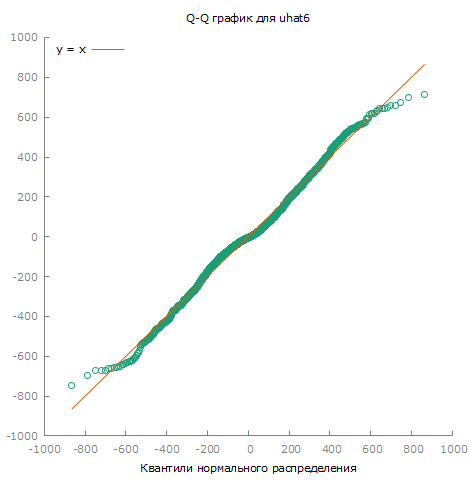 Q-Q график для uhat6
1000
y = x
800
600
400
200
0
-200
-400
-600
-800
-1000
-1000 -800 -600 -400 -200 0 200 400 600 800 1000
Квантили нормального распределения